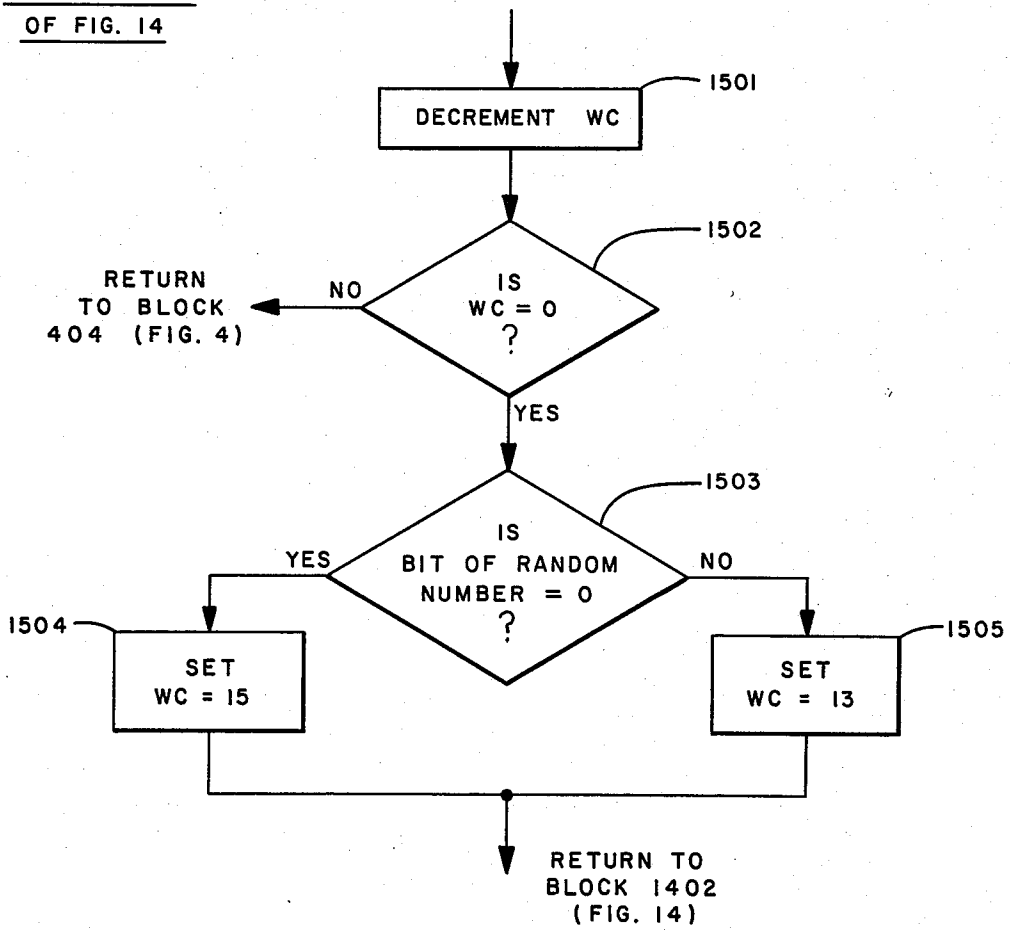 OF FIG. 14
1501
DECREMENT WC
1502
IS
WC = 0
?
NO
RETURN
TO BLOCK
404 (FIG. 4)
YES
1503
IS
BIT OF RANDOM
NUMBER = 0
?
YES
NO
1504
SET
WC = 15
1505
SET
WC = 13
RETURN TO
BLOCK 1402
(FIG. 14)